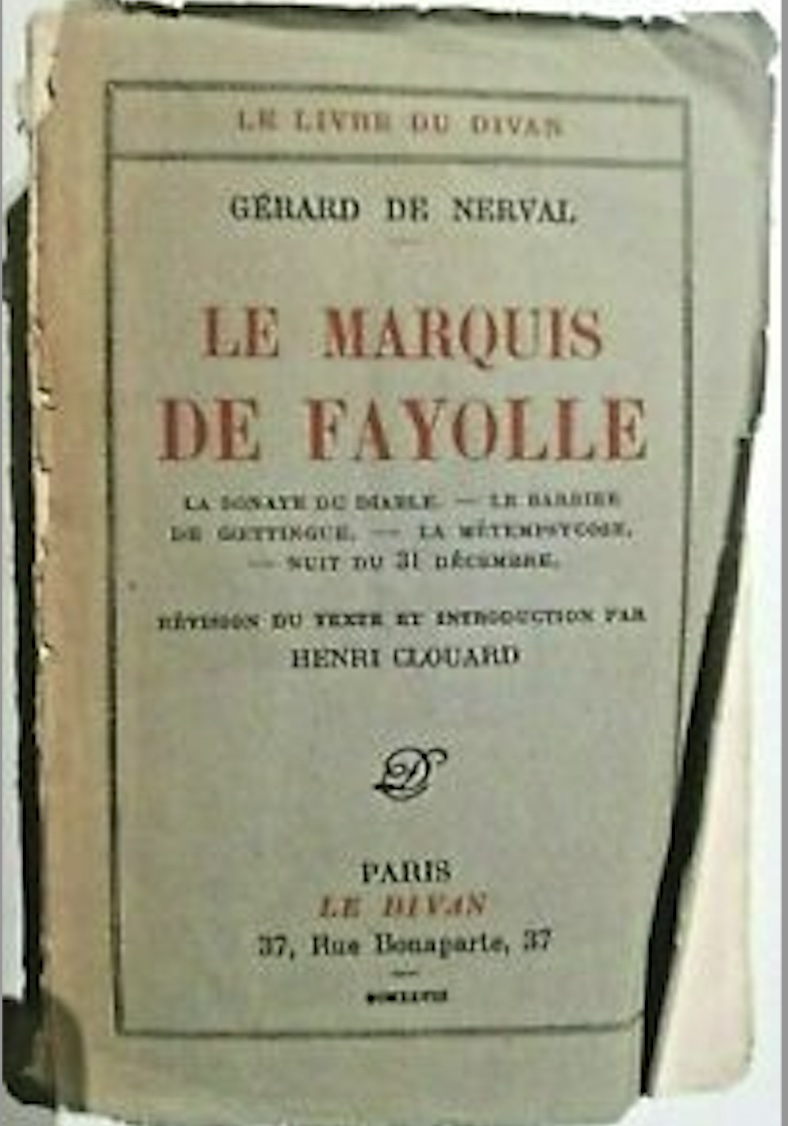 LE LIVRE DU DIVAN
GÉRARD DE NERVAL
LE MARQUIS
DE FAYOLLE
LA SONATE DU DIABLE. — LE BARBIER
DE GŒTTINGUE. — LA MÉTEMPSYCOSE.
— NUIT DU 31 DÉCEMBRE.
RÉVISION DU TEXTE ET INTRODUCTION PAR
HENRI CLOUARD
D
PARIS
LE DIVAN
37, Rue Bonaparte, 37